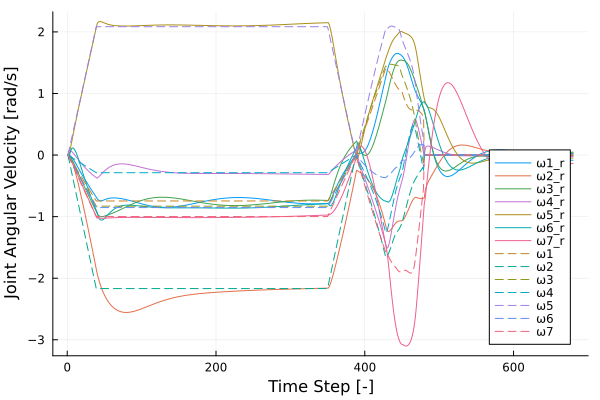 Joint Angular Velocity [rad/s]
2
1
0
−1
−2
−3
0
200
400
600
Time Step [-]
ω1_r
ω2_r
ω3_r
ω4_r
ω5_r
ω6_r
ω7_r
ω1
ω2
ω3
ω4
ω5
ω6
ω7